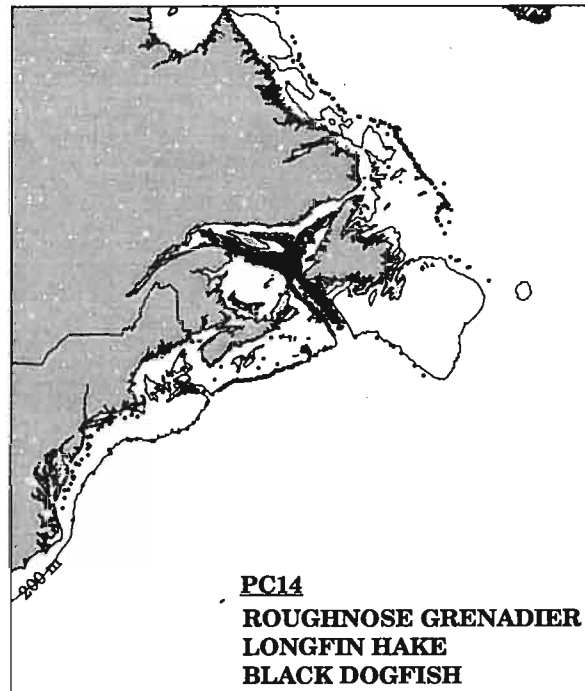 200 m
PC14
ROUGHNOSE GRENADIER
LONGFIN HAKE
BLACK DOGFISH